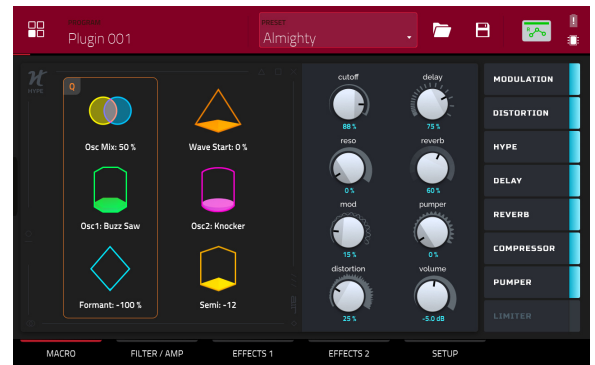 PROGRAM
Plugin 001
PRESET
Almighty
HYPE
Q
Osc Mix: 50 %
Wave Start: 0 %
Osc1: Buzz Saw
Osc2: Knocker
Formant: -100 %
Semi: -12
cutoff
delay
88 %
75 %
reso
reverb
0 %
60 %
mod
pumper
15 %
0 %
distortion
volume
25 %
-5.0 dB
MODULATION
DISTORTION
HYPE
DELAY
REVERB
COMPRESSOR
PUMPER
LIMITER
MACRO
FILTER / AMP
EFFECTS 1
EFFECTS 2
SETUP